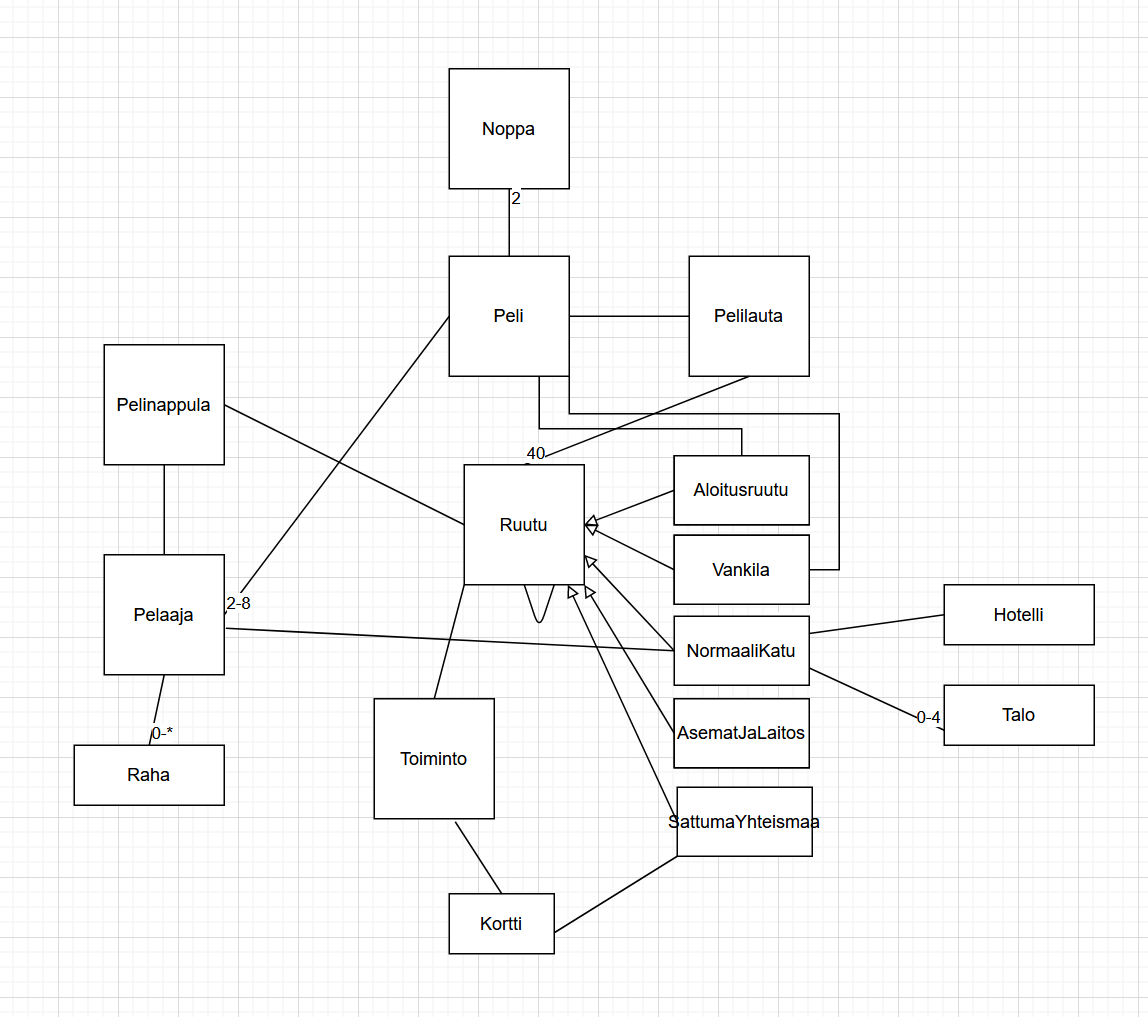 Noppa
2
Peli
Pelilauta
Pelinappula
40
Ruutu
Aloitusruutu
Vankila
Pelaaja
2-8
NormaaliKatu
Hotelli
Talo
0-4
AsematJaLaitos
0-*
Raha
Toiminto
SattumaYhteismaa
Kortti